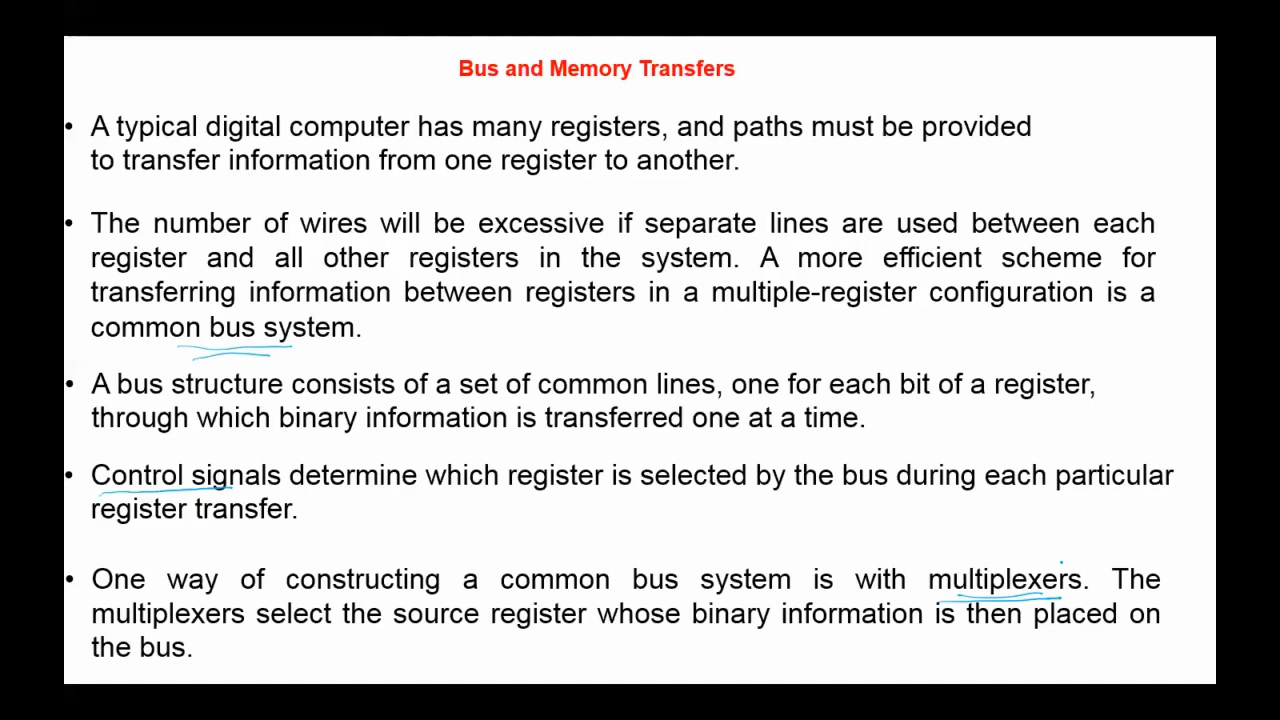 Bus and Memory Transfers
• A typical digital computer has many registers, and paths must be provided
to transfer information from one register to another.
• The number of wires will be excessive if separate lines are used between each
register and all other registers in the system. A more efficient scheme for
transferring information between registers in a multiple-register configuration is a
common bus system.
• A bus structure consists of a set of common lines, one for each bit of a register,
through which binary information is transferred one at a time.
• Control signals determine which register is selected by the bus during each particular
register transfer.
• One way of constructing a common bus system is with multiplexers. The
multiplexers select the source register whose binary information is then placed on
the bus.